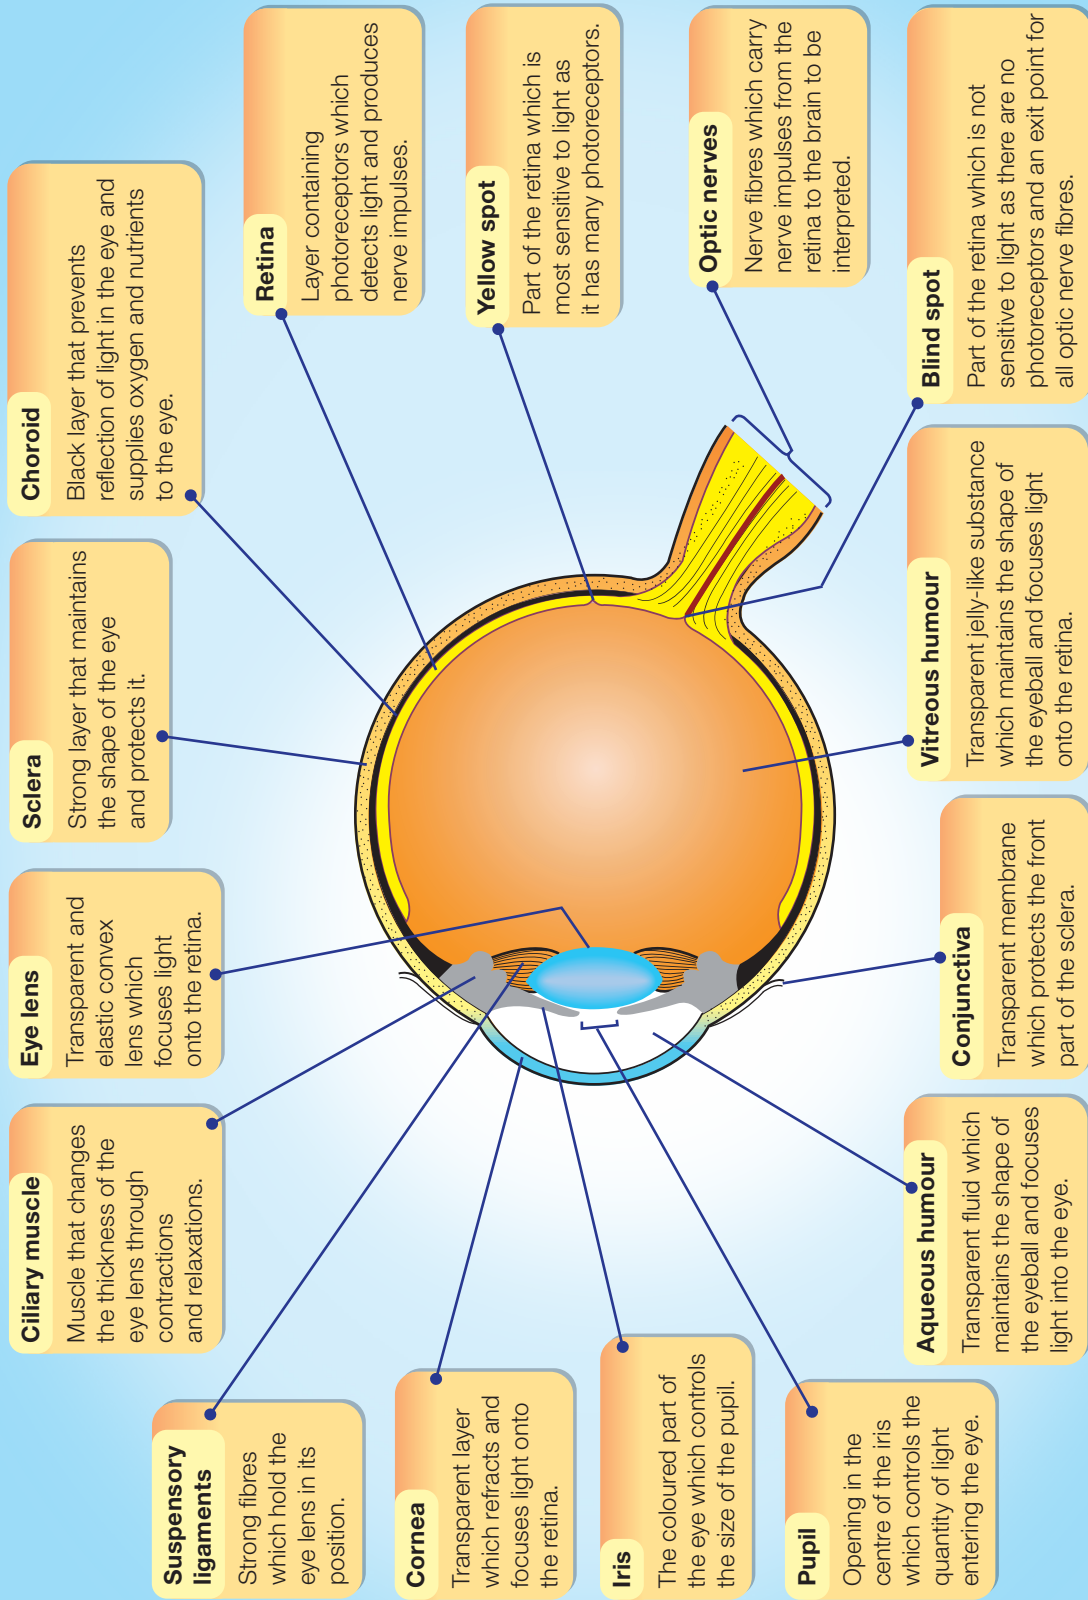 Suspensory
ligaments
Strong fibres
which hold the
eye lens in its
position.
Ciliary muscle
Muscle that changes
the thickness of the
eye lens through
contractions
and relaxations.
Eye lens
Transparent and
elastic convex
lens which
focuses light
onto the retina.
Sclera
Strong layer that maintains
the shape of the eye
and protects it.
Choroid
Black layer that prevents
reflection of light in the eye and
supplies oxygen and nutrients
to the eye.
Retina
Layer containing
photoreceptors which
detects light and produces
nerve impulses.
Yellow spot
Part of the retina which is
most sensitive to light as
it has many photoreceptors.
Optic nerves
Nerve fibres which carry
nerve impulses from the
retina to the brain to be
interpreted.
Blind spot
Part of the retina which is not
sensitive to light as there are no
photoreceptors and an exit point for
all optic nerve fibres.
Cornea
Transparent layer
which refracts and
focuses light onto
the retina.
Iris
The coloured part of
the eye which controls
the size of the pupil.
Pupil
Opening in the
centre of the iris
which controls the
quantity of light
entering the eye.
Aqueous humour
Transparent fluid which
maintains the shape of
the eyeball and focuses
light into the eye.
Conjunctiva
Transparent membrane
which protects the front
part of the sclera.
Vitreous humour
Transparent jelly-like substance
which maintains the shape of
the eyeball and focuses light
onto the retina.